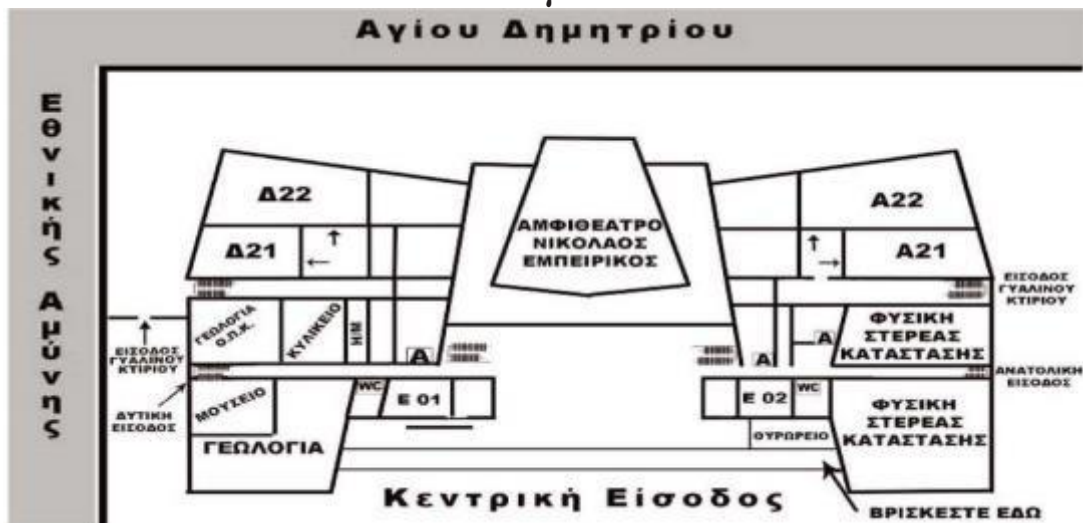 Αγίου Δημητρίου
Εθνικής Αμύνης
Δ22
Δ21
ΑΜΦΙΘΕΑΤΡΟ
ΝΙΚΟΛΑΟΣ
ΕΜΠΕΙΡΙΚΟΣ
Α22
Α21
ΕΙΣΟΔΟΣ
ΓΥΑΛΙΝΟΥ
ΚΤΙΡΙΟΥ
ΕΙΣΟΔΟΣ
ΓΥΑΛΙΝΟΥ
ΚΤΙΡΙΟΥ
ΓΕΩΛΟΓΙΑ
Ο.Π.Κ.
ΚΥΛΙΚΕΙΟ
Η/Μ
Α
Α
Α
ΦΥΣΙΚΗ
ΣΤΕΡΕΑΣ
ΚΑΤΑΣΤΑΣΗΣ
ΑΝΑΤΟΛΙΚΗ
ΕΙΣΟΔΟΣ
ΔΥΤΙΚΗ
ΕΙΣΟΔΟΣ
ΜΟΥΣΕΙΟ
ΓΕΩΛΟΓΙΑ
WC
Ε 01
Ε 02
WC
ΘΥΡΩΡΕΙΟ
ΦΥΣΙΚΗ
ΣΤΕΡΕΑΣ
ΚΑΤΑΣΤΑΣΗΣ
Κεντρική Είσοδος
ΒΡΙΣΚΕΣΤΕ ΕΔΩ